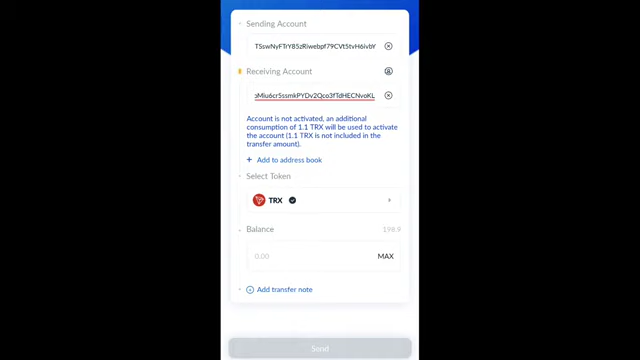 Sending Account
TSswNyFTrY85zRiwebpf79CVt5tvH6ivbY
Receiving Account
oMiu6cr5ssmkPYDv2Qco3fTdHECNvoKL
Account is not activated, an additional
consumption of 1.1 TRX will be used to activate
the account (1.1 TRX is not included in the
transfer amount).
+ Add to address book
Select Token
TRX
Balance
198.9
0.00
MAX
Add transfer note
Send